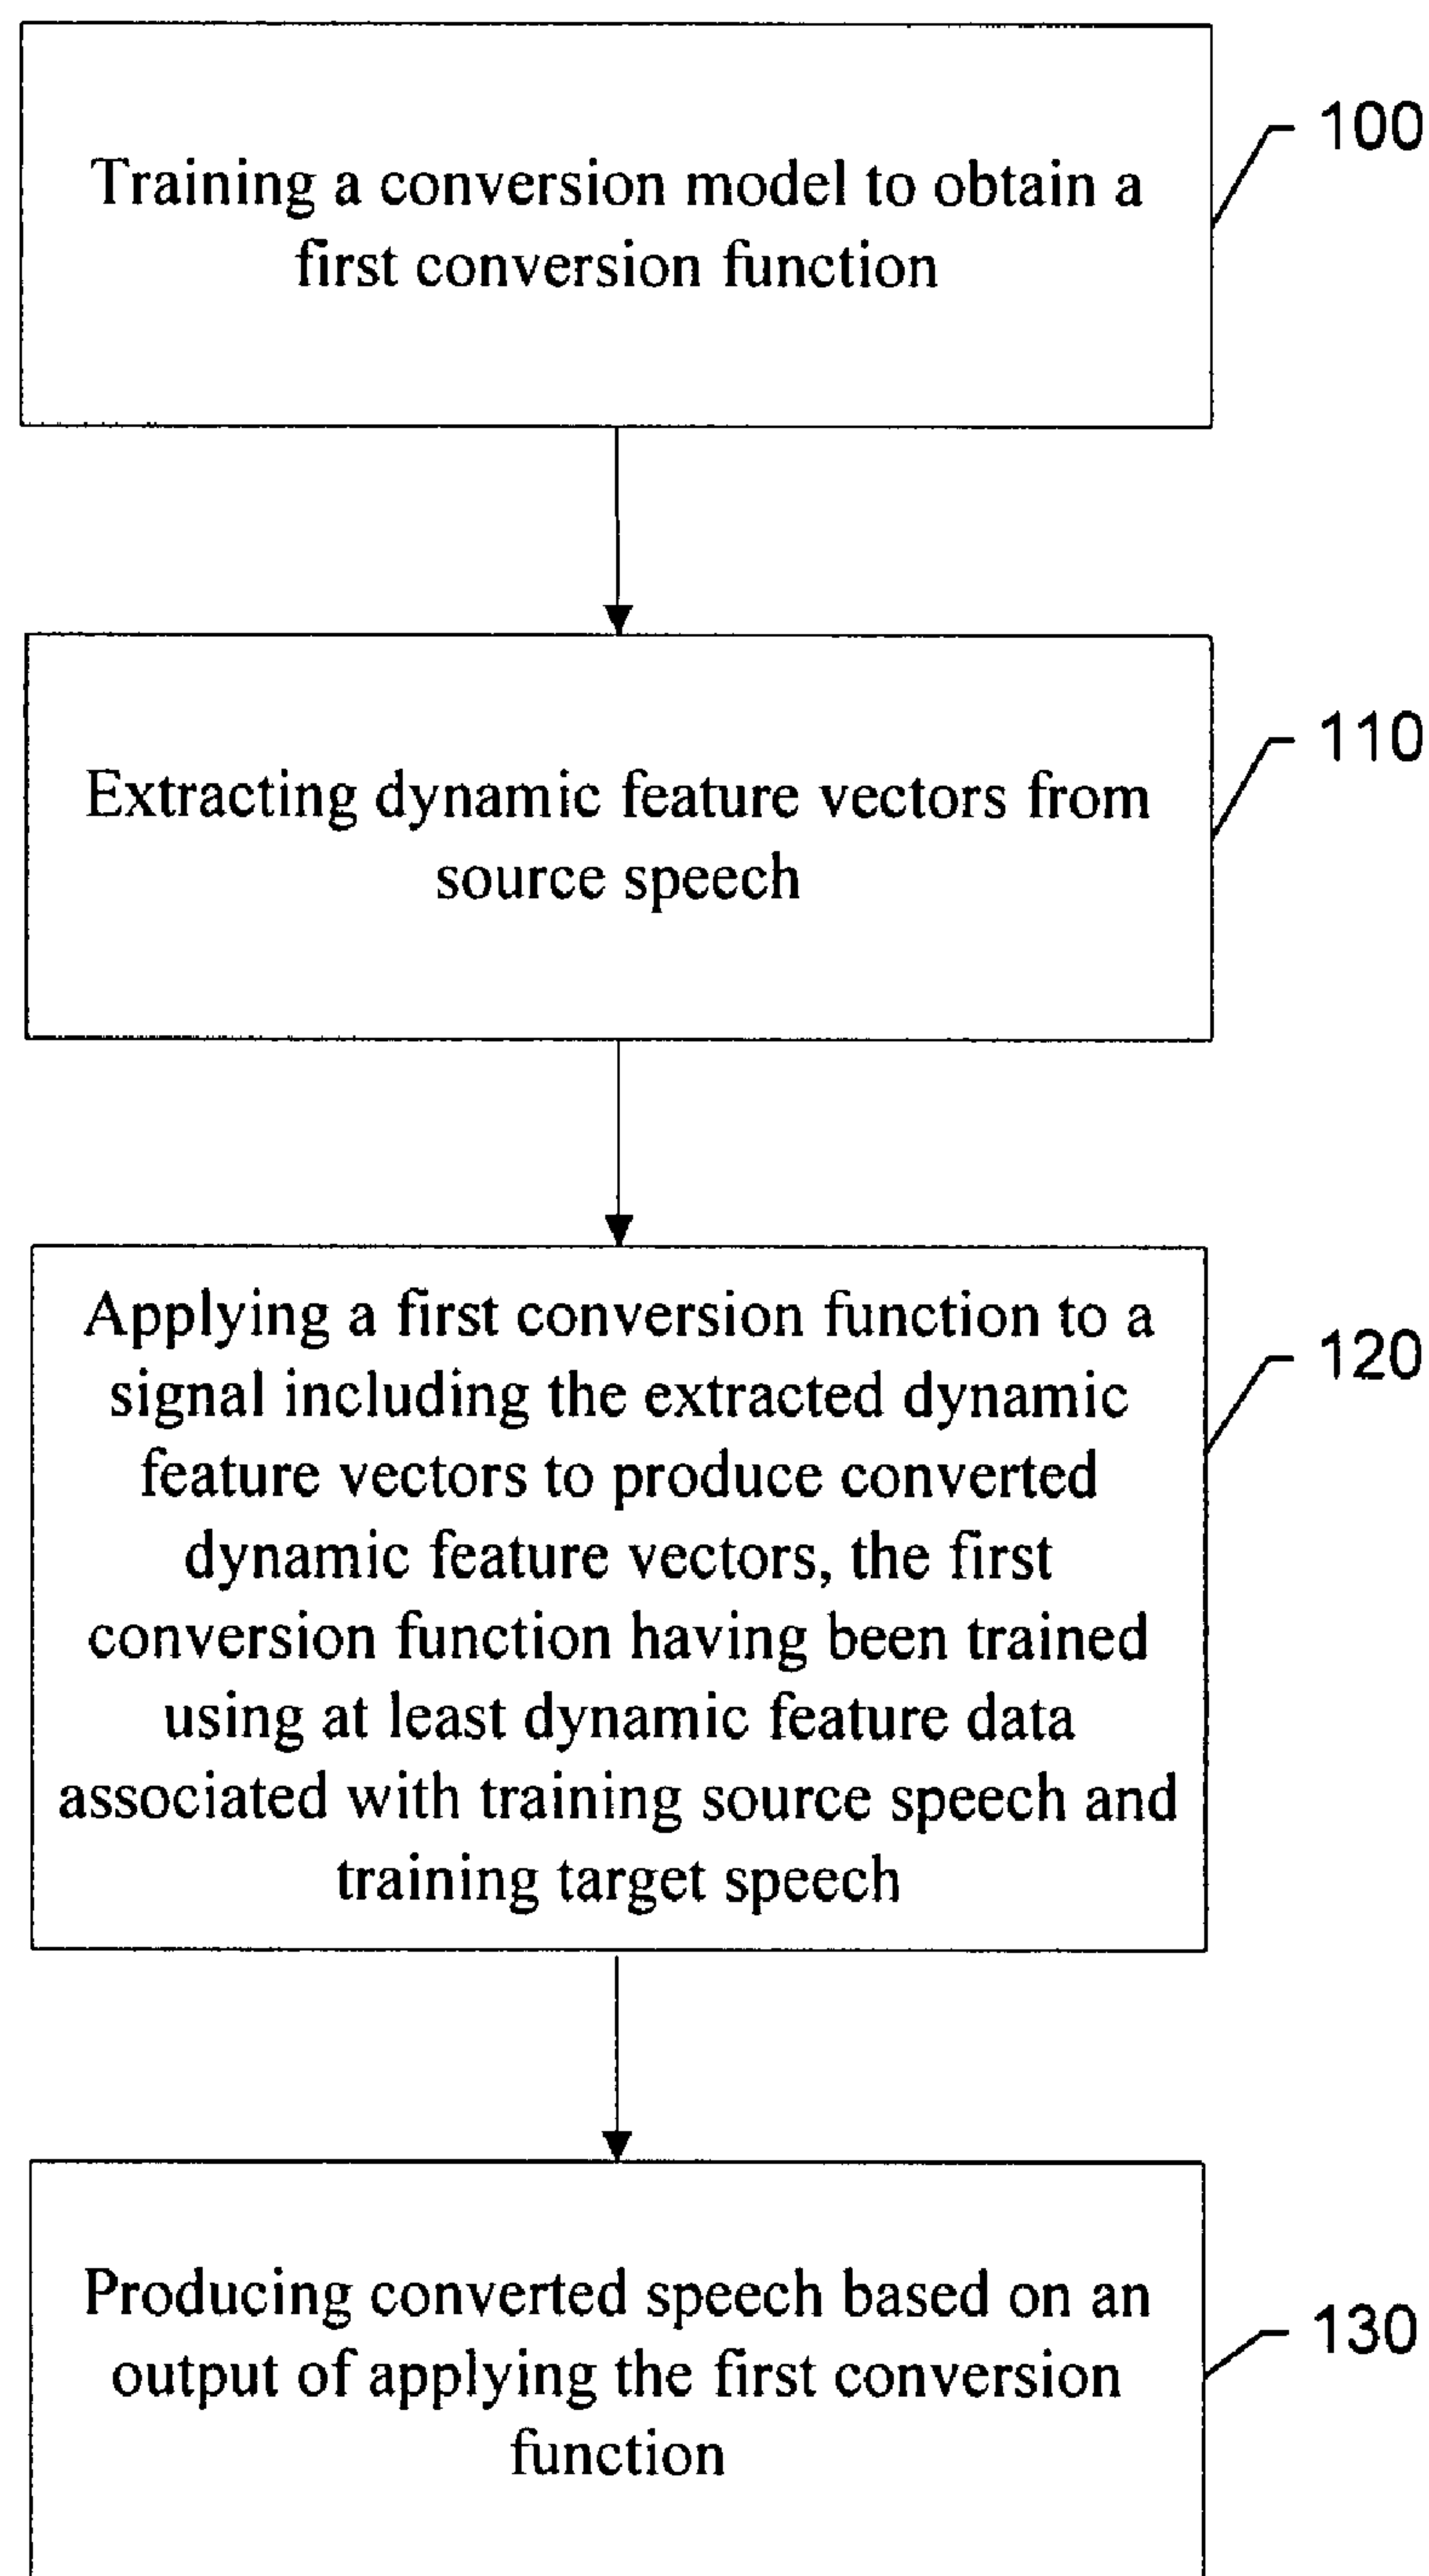 Training a conversion model to obtain a
first conversion function
100
Extracting dynamic feature vectors from
source speech
110
Applying a first conversion function to a
signal including the extracted dynamic
feature vectors to produce converted
dynamic feature vectors, the first
conversion function having been trained
using at least dynamic feature data
associated with training source speech and
training target speech
120
Producing converted speech based on an
output of applying the first conversion
function
130